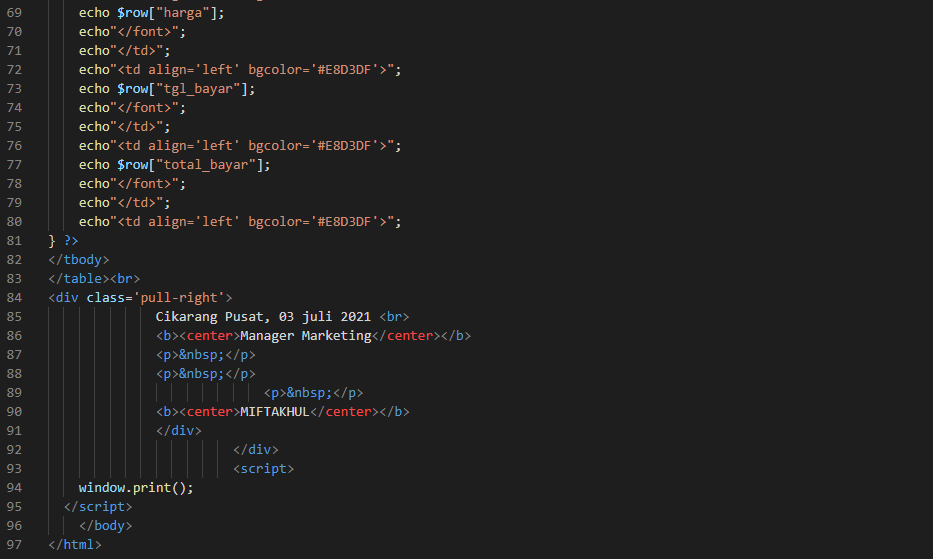 69 echo $row["harga"];
70 echo"</font>";
71 echo"</td>";
72 echo"<td align='left' bgcolor='#E8D3DF'>";
73 echo $row["tgl_bayar"];
74 echo"</font>";
75 echo"</td>";
76 echo"<td align='left' bgcolor='#E8D3DF'>";
77 echo $row["total_bayar"];
78 echo"</font>";
79 echo"</td>";
80 echo"<td align='left' bgcolor='#E8D3DF'>";
81 } ?>
82 </tbody>
83 </table><br>
84 <div class='pull-right'>
85 Cikarang Pusat, 03 juli 2021 <br>
86 <b><center>Manager Marketing</center></b>
87 <p>&nbsp;</p>
88 <p>&nbsp;</p>
89 <p>&nbsp;</p>
90 <b><center>MIFTAKHUL</center></b>
91 </div>
92 </div>
93 <script>
94 window.print();
95 </script>
96 </body>
97 </html>